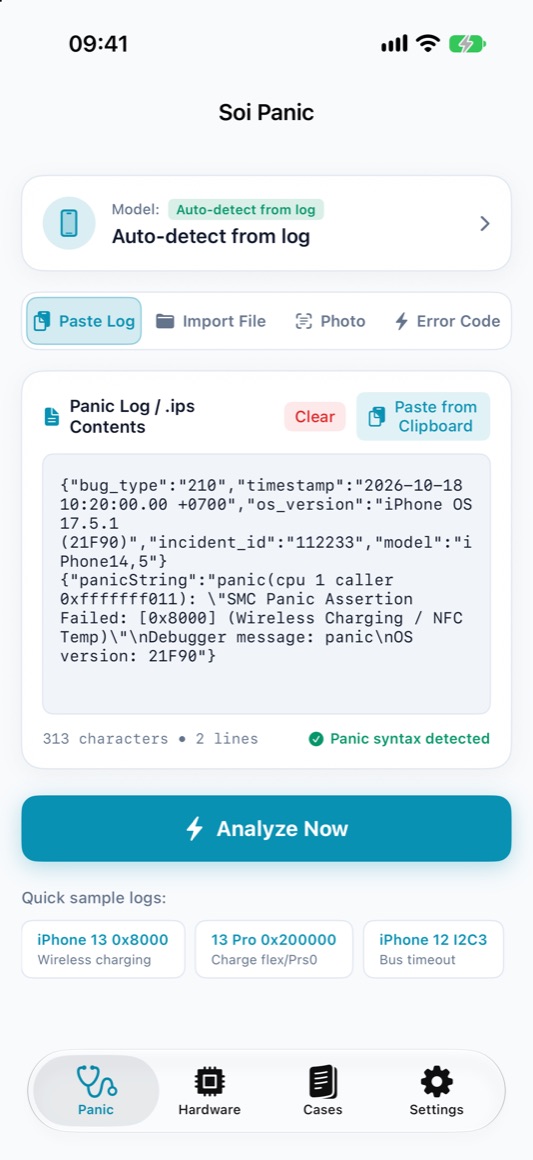 09:41
Soi Panic
Model: Auto-detect from log
Auto-detect from log
Paste Log
Import File
Photo
Error Code
Panic Log / .ips
Contents
Clear
Paste from
Clipboard
{"bug_type":"210","timestamp":"2026-10-18
10:20:00.00 +0700","os_version":"iPhone OS
17.5.1
(21F90)","incident_id":"112233","model":"i
Phone14,5"}
{"panicString":"panic(cpu 1 caller
0xfffffff011): \"SMC Panic Assertion
Failed: [0x8000] (Wireless Charging / NFC
Temp)\"\nDebugger message: panic\nOS
version: 21F90"}
313 characters • 2 lines
Panic syntax detected
Analyze Now
Quick sample logs:
iPhone 13 0x8000
Wireless charging
13 Pro 0x200000
Charge flex/Prs0
iPhone 12 I2C3
Bus timeout
Panic
Hardware
Cases
Settings